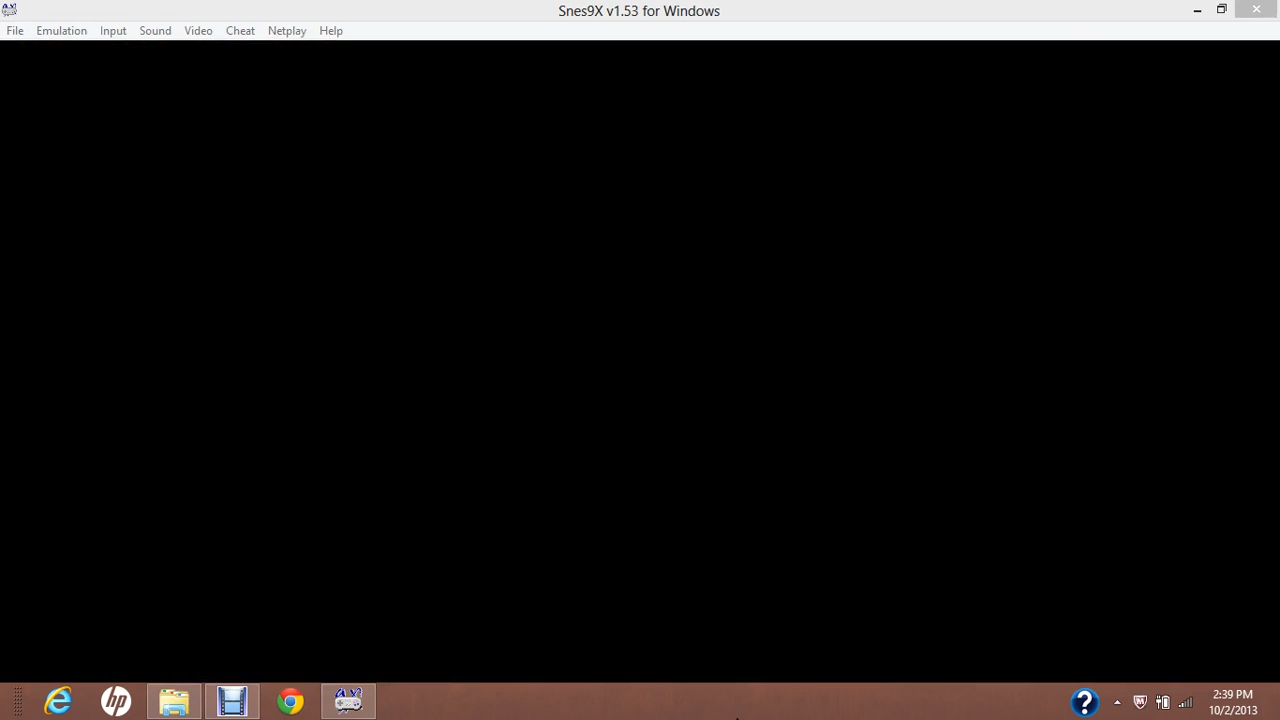 Snes9X v1.53 for Windows
File Emulation Input Sound Video Cheat Netplay Help
hp
?
2:39 PM
10/2/2013